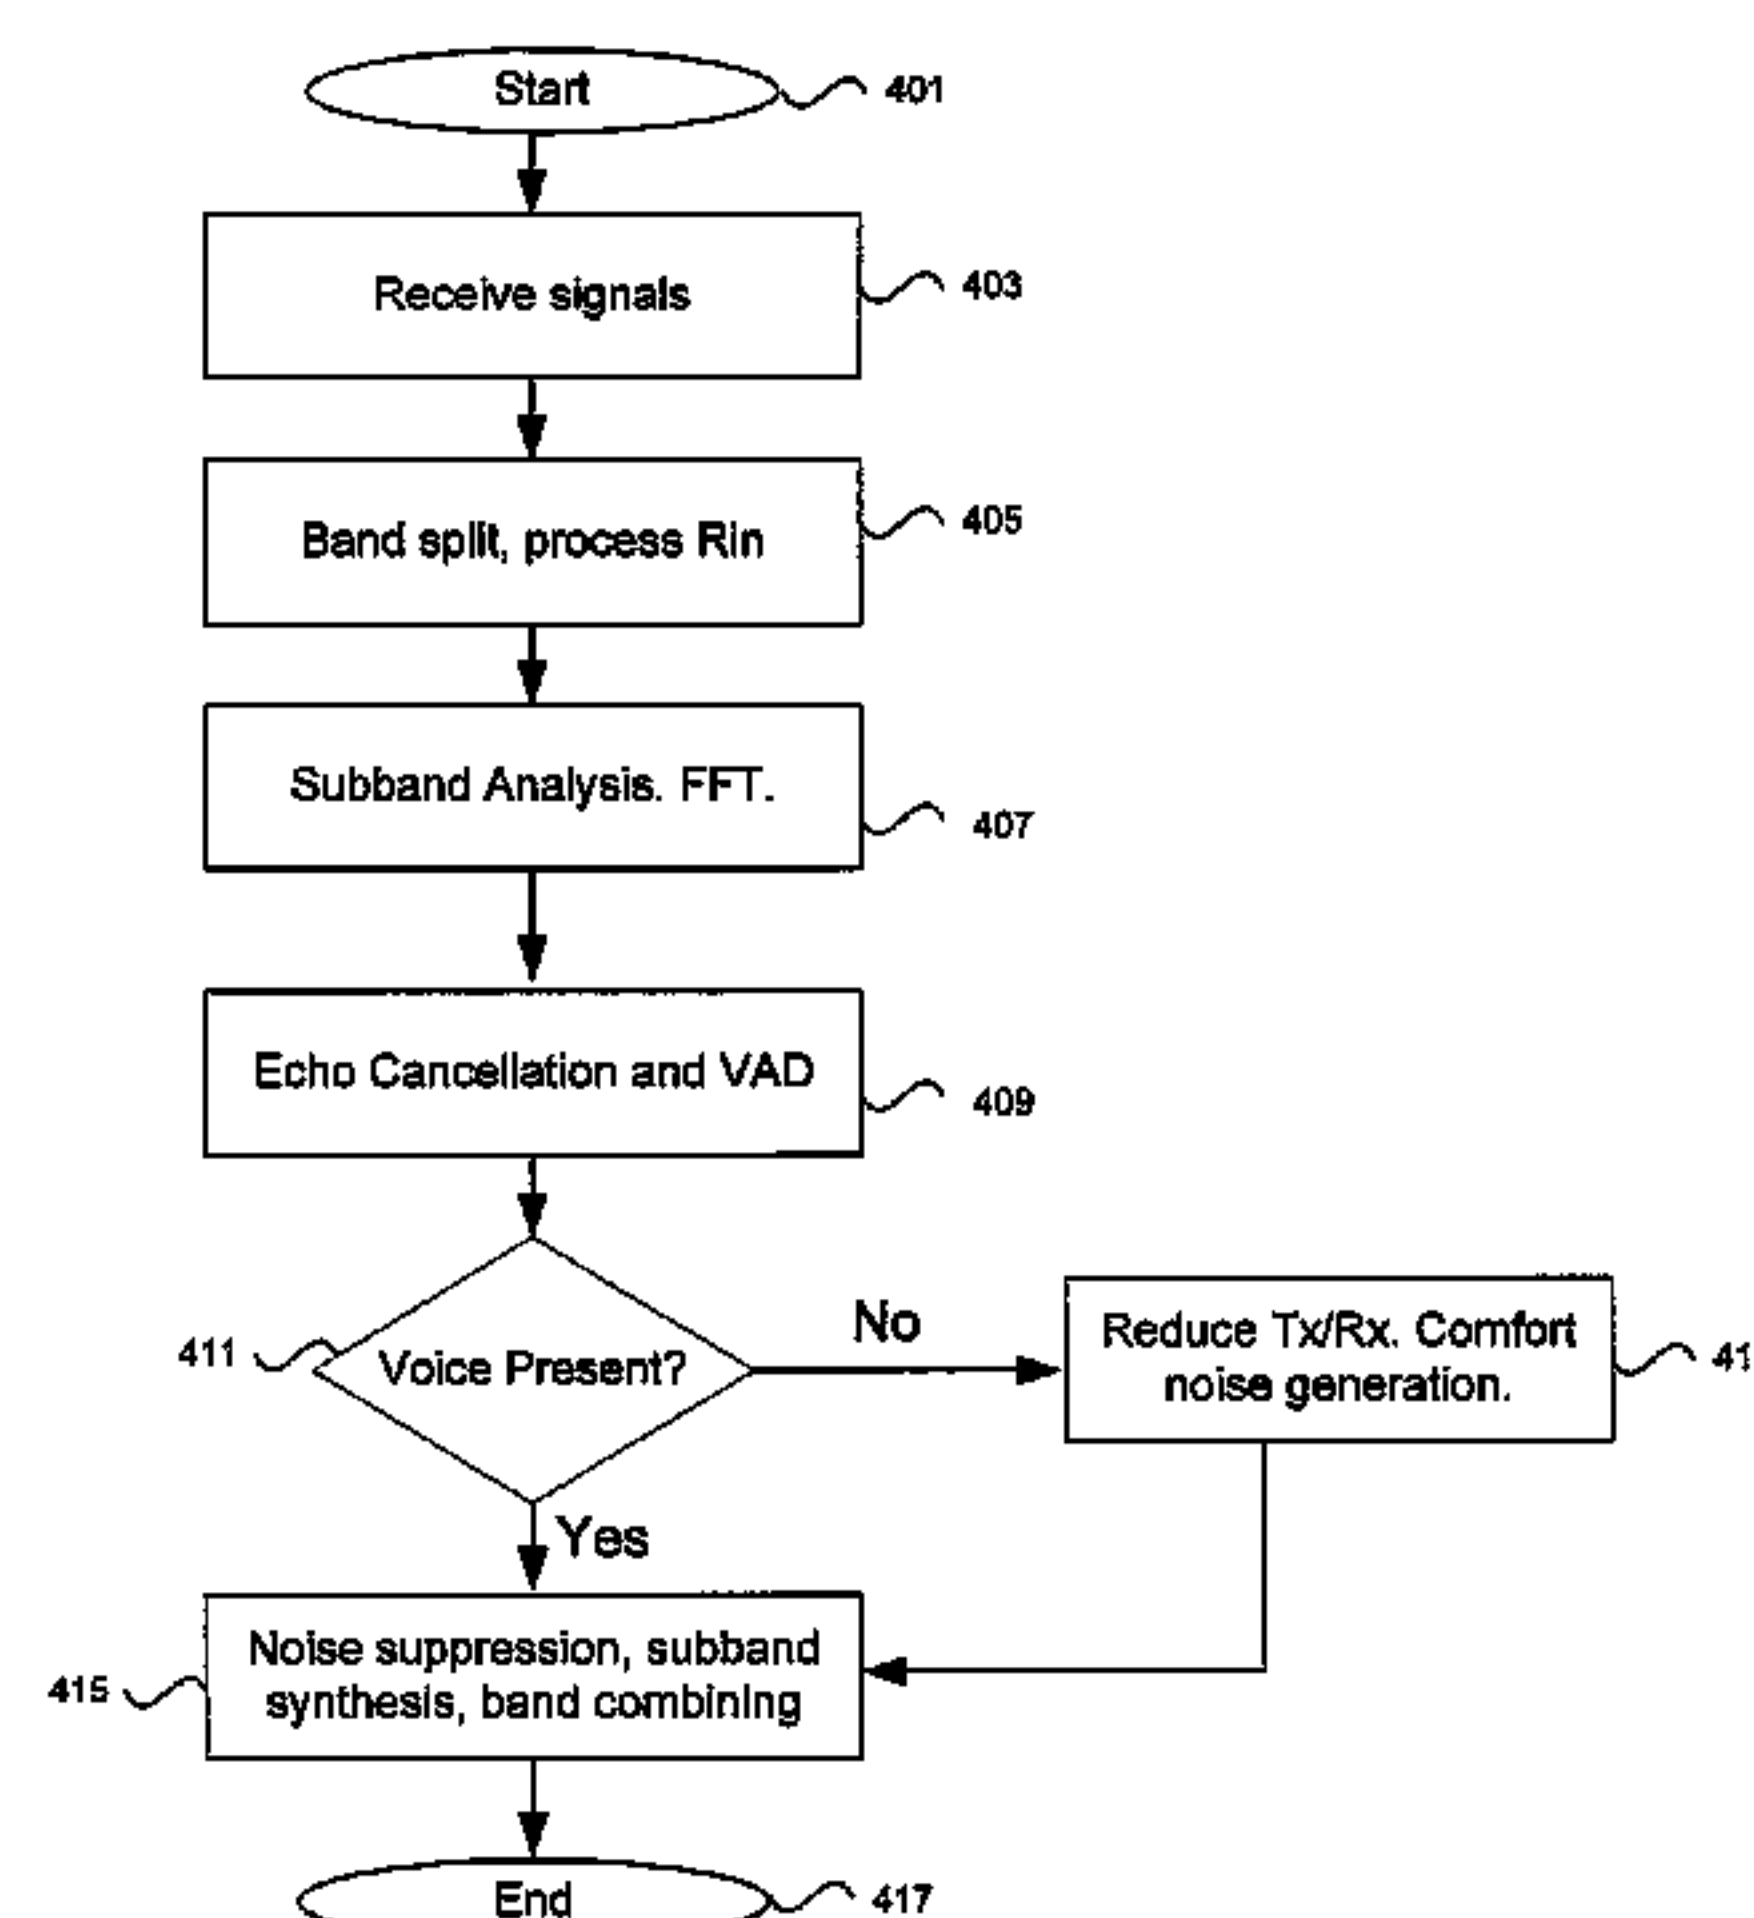 Start
401
Receive signals
403
Band split, process Rin
405
Subband Analysis. FFT.
407
Echo Cancellation and VAD
409
411
Voice Present?
No
Reduce Tx/Rx. Comfort
noise generation.
Yes
Noise suppression, subband
synthesis, band combining
415
End
417